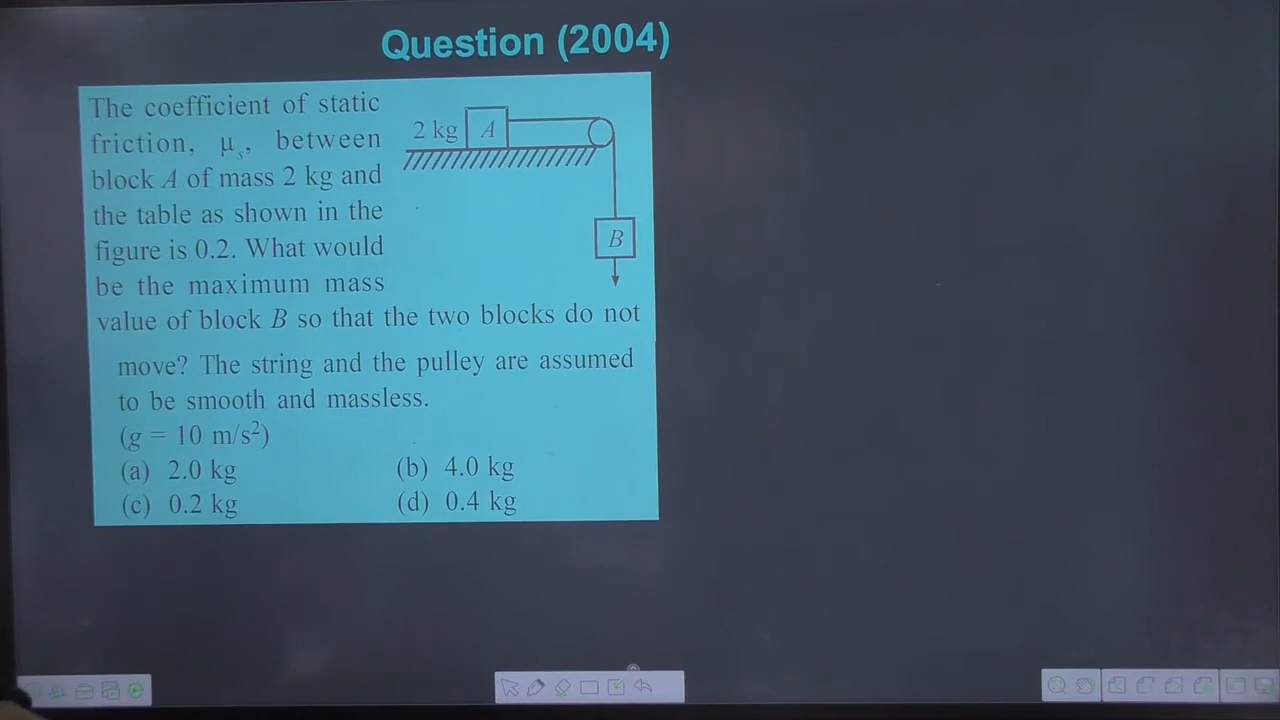 Question (2004)
The coefficient of static
friction, μs, between
block A of mass 2 kg and
the table as shown in the
figure is 0.2. What would
be the maximum mass
value of block B so that the two blocks do not
move? The string and the pulley are assumed
to be smooth and massless.
(g = 10 m/s²)
(a) 2.0 kg (b) 4.0 kg
(c) 0.2 kg (d) 0.4 kg
2 kg A
B